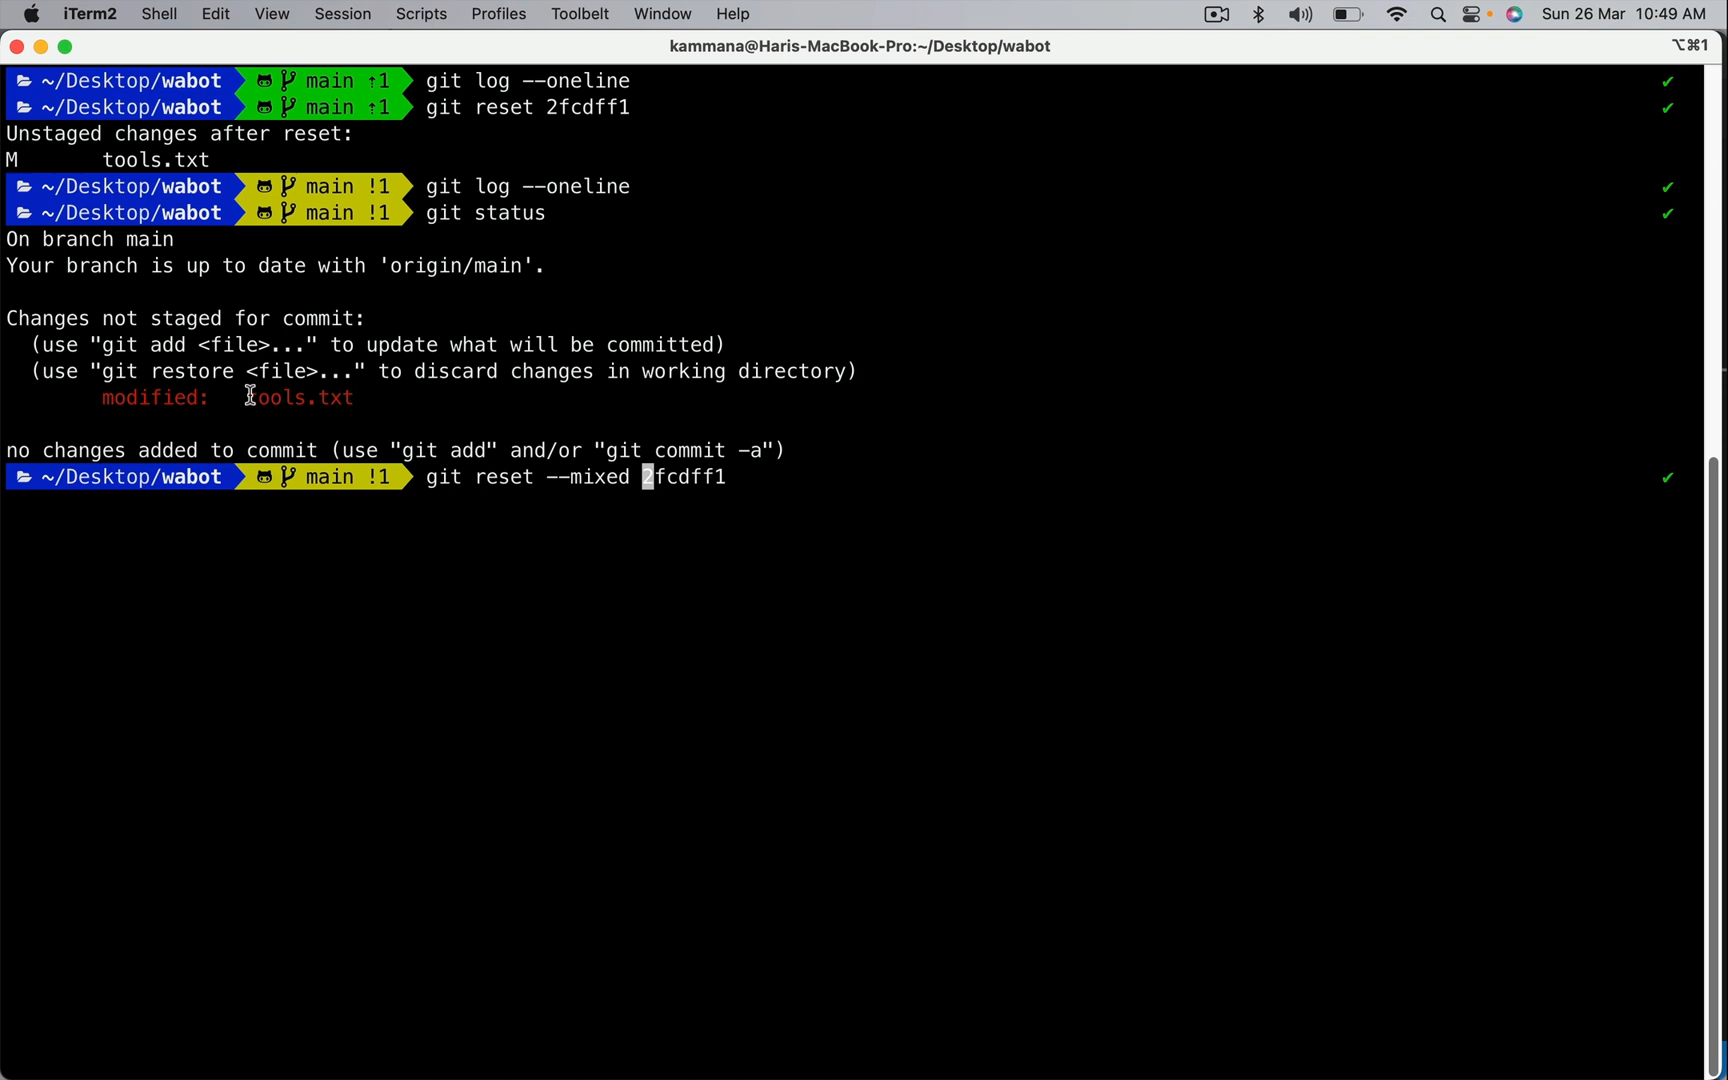 iTerm2 Shell Edit View Session Scripts Profiles Toolbelt Window Help Sun 26 Mar 10:49 AM
kammana@Haris-MacBook-Pro:~/Desktop/wabot ⌥⌘1
~/Desktop/wabot main ⇡1 git log --oneline ✔
~/Desktop/wabot main ⇡1 git reset 2fcdff1 ✔
Unstaged changes after reset:
M tools.txt
~/Desktop/wabot main !1 git log --oneline ✔
~/Desktop/wabot main !1 git status ✔
On branch main
Your branch is up to date with 'origin/main'.
Changes not staged for commit:
(use "git add <file>..." to update what will be committed)
(use "git restore <file>..." to discard changes in working directory)
modified: tools.txt
no changes added to commit (use "git add" and/or "git commit -a")
~/Desktop/wabot main !1 git reset --mixed 2fcdff1 ✔